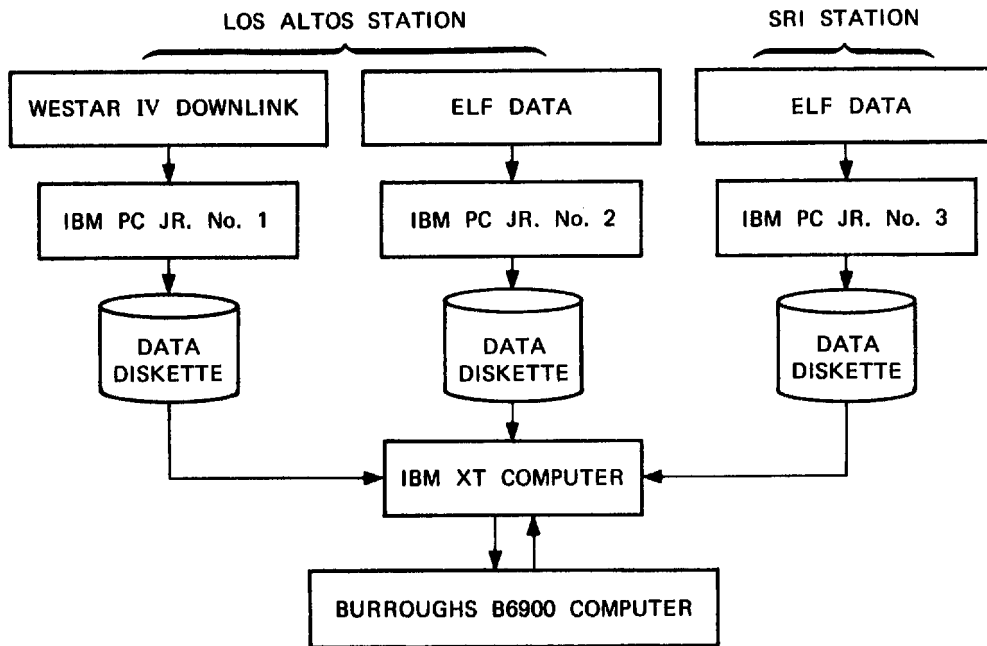 LOS ALTOS STATION
SRI STATION
WESTAR IV DOWNLINK
ELF DATA
ELF DATA
IBM PC JR. No. 1
IBM PC JR. No. 2
IBM PC JR. No. 3
DATA
DISKETTE
DATA
DISKETTE
DATA
DISKETTE
IBM XT COMPUTER
BURROUGHS B6900 COMPUTER